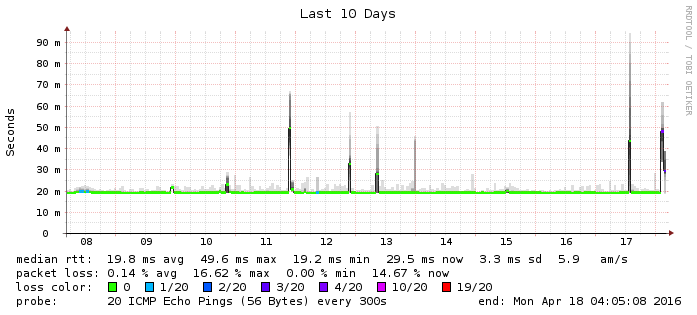 Last 10 Days
RRDTOOL / TOBI OETIKER
Seconds
90 m
80 m
70 m
60 m
50 m
40 m
30 m
20 m
10 m
0
08 09 10 11 12 13 14 15 16 17
median rtt: 19.8 ms avg 49.6 ms max 19.2 ms min 29.5 ms now 3.3 ms sd 5.9 am/s
packet loss: 0.14 % avg 16.62 % max 0.00 % min 14.67 % now
loss color: 0 1/20 2/20 3/20 4/20 10/20 19/20
probe: 20 ICMP Echo Pings (56 Bytes) every 300s end: Mon Apr 18 04:05:08 2016